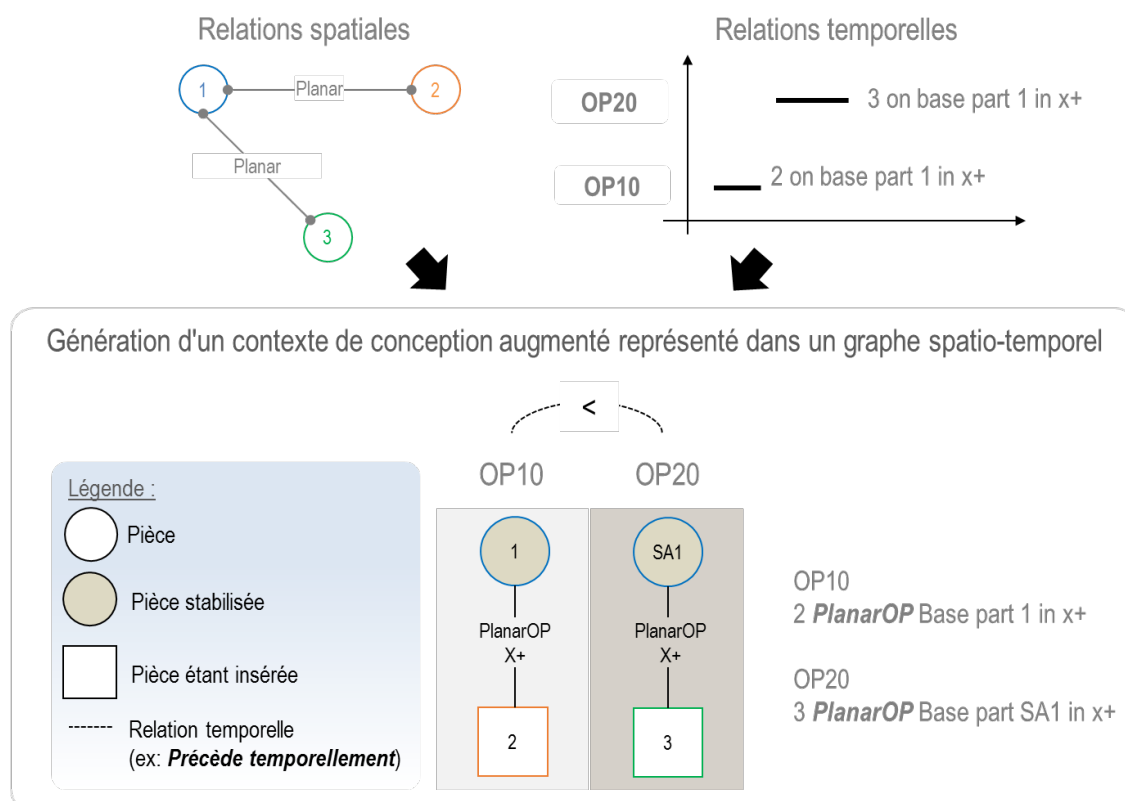 Relations spatiales
1
Planar
2
Planar
3
Relations temporelles
OP20
3 on base part 1 in x+
OP10
2 on base part 1 in x+
Génération d'un contexte de conception augmenté représenté dans un graphe spatio-temporel
<
Légende :
Pièce
Pièce stabilisée
Pièce étant insérée
Relation temporelle
(ex: Précède temporellement)
OP10
OP20
1
SA1
PlanarOP
X+
PlanarOP
X+
2
3
OP10
2 PlanarOP Base part 1 in x+
OP20
3 PlanarOP Base part SA1 in x+